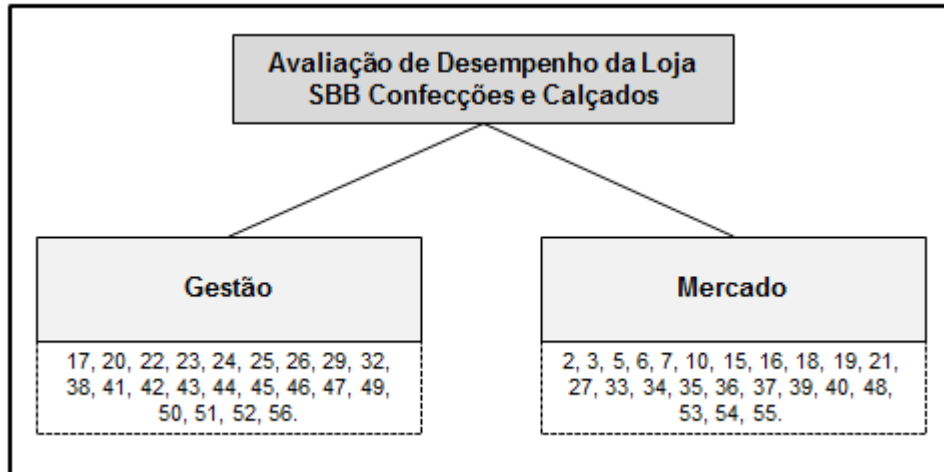 Avaliação de Desempenho da Loja
SBB Confecções e Calçados
Gestão
17, 20, 22, 23, 24, 25, 26, 29, 32,
38, 41, 42, 43, 44, 45, 46, 47, 49,
50, 51, 52, 56.
Mercado
2, 3, 5, 6, 7, 10, 15, 16, 18, 19, 21,
27, 33, 34, 35, 36, 37, 39, 40, 48,
53, 54, 55.